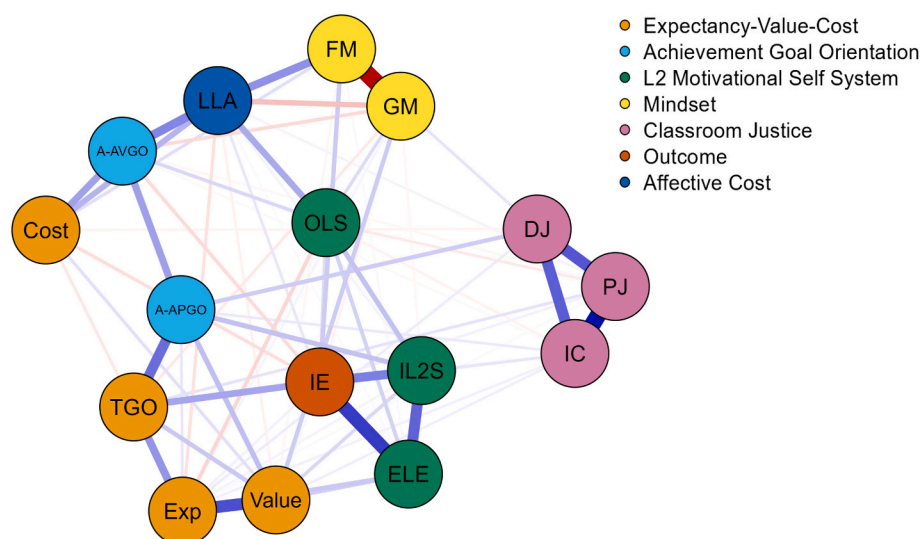 FM
GM
LLA
A-AVGO
Cost
OLS
DJ
PJ
IC
A-APGO
IE
IL2S
TGO
ELE
Exp
Value
Expectancy-Value-Cost
Achievement Goal Orientation
L2 Motivational Self System
Mindset
Classroom Justice
Outcome
Affective Cost